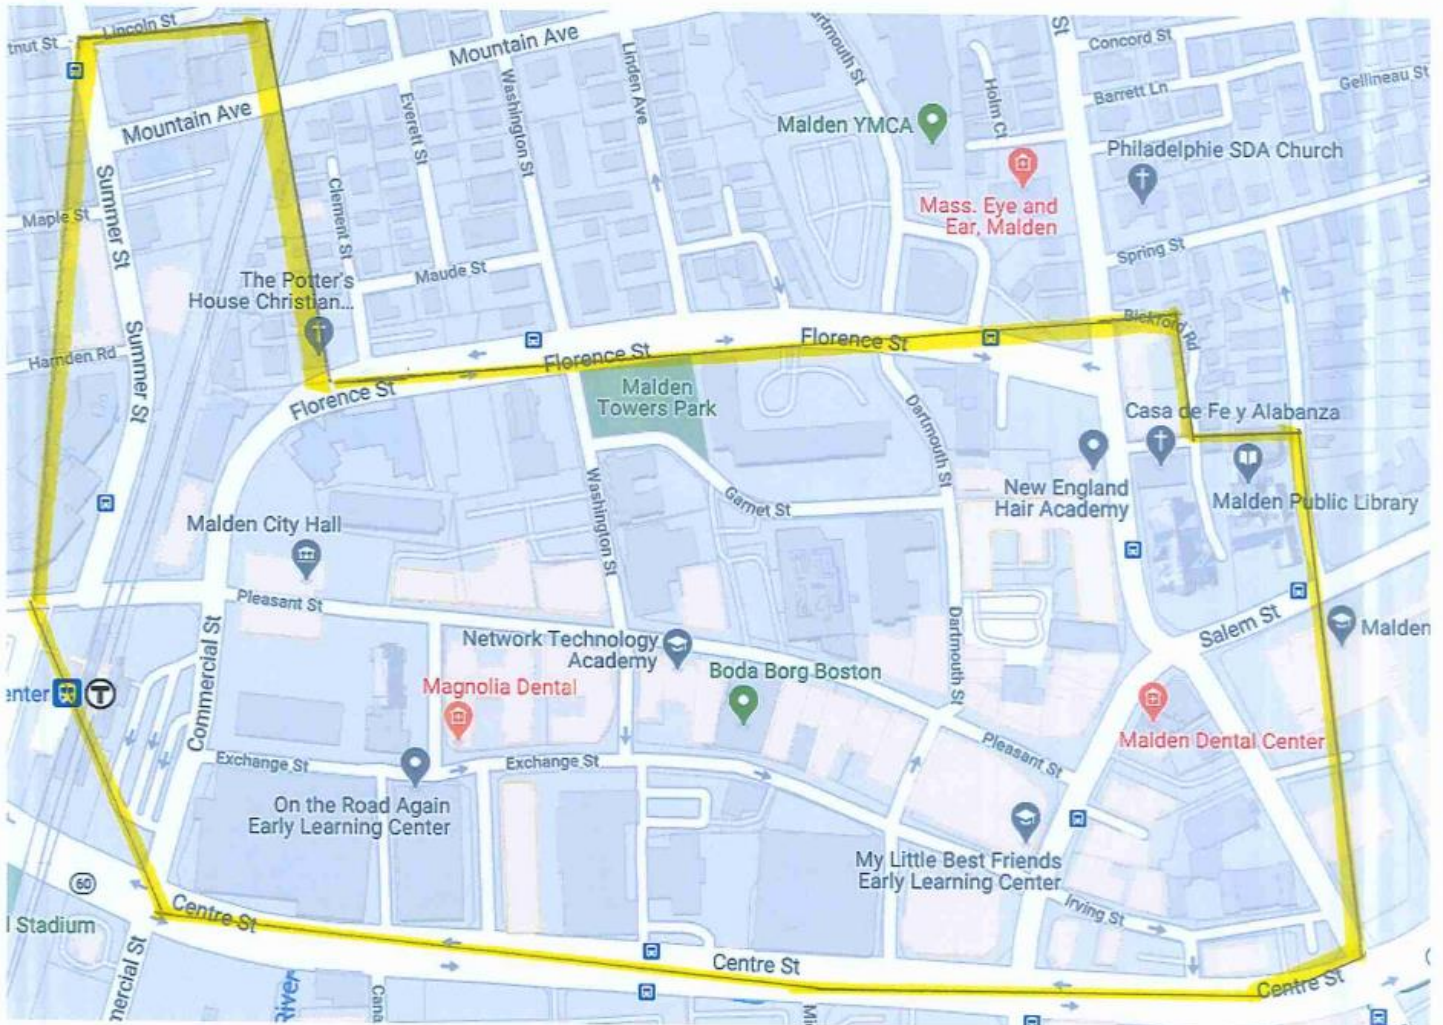 Lincoln St
tnut St
Mountain Ave
Mountain Ave
Everett St
Washington St
Linden Ave
artmouth St
St
Holm Ct
Concord St
Gellineau St
Barrett Ln
Malden YMCA
Philadelphie SDA Church
Mass. Eye and
Ear, Malden
Maple St
Summer St
Clement St
Maude St
Spring St
The Potter's
House Christian...
Bickford Rd
Harnden Rd
Summer St
Florence St
Florence St
Florence St
Malden
Towers Park
Dartmouth St
Casa de Fe y Alabanza
New England
Hair Academy
Malden Public Library
Washington St
Garnet St
Malden City Hall
Pleasant St
Commercial St
Network Technology
Academy
Dartmouth St
Salem St
Malden
enter
T
Magnolia Dental
Boda Borg Boston
Pleasant St
Malden Dental Center
Exchange St
Exchange St
On the Road Again
Early Learning Center
My Little Best Friends
Early Learning Center
60
Irving St
l Stadium
Centre St
Centre St
Centre St
mercial St
River
Cana
Mi